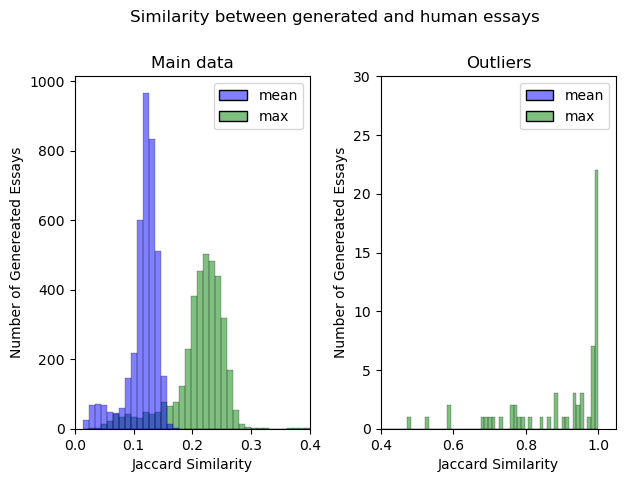 Similarity between generated and human essays
Main data
Outliers
mean
max
mean
max
Number of Genereated Essays
1000
800
600
400
200
0
0.0 0.1 0.2 0.3 0.4
Jaccard Similarity
Number of Genereated Essays
30
25
20
15
10
5
0
0.4 0.6 0.8 1.0
Jaccard Similarity